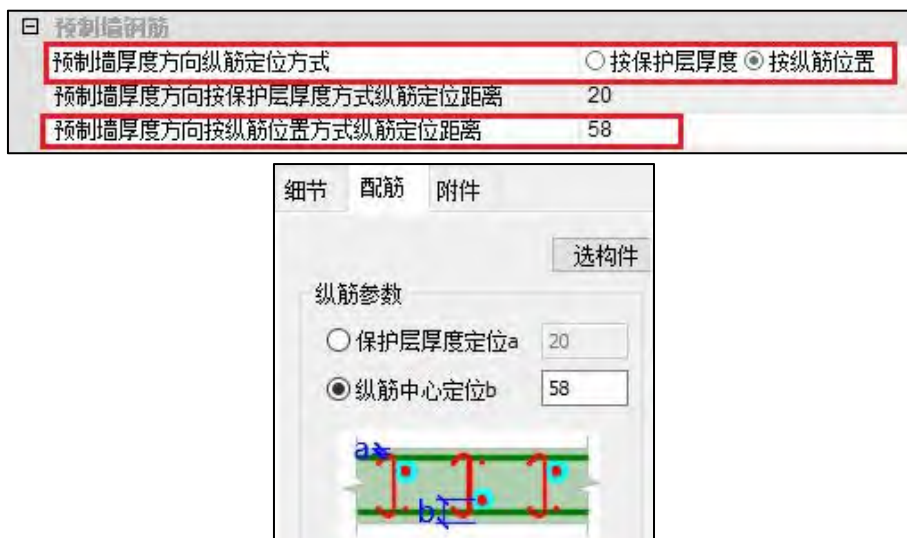 预制墙钢筋
预制墙厚度方向纵筋定位方式 按保护层厚度 按纵筋位置
预制墙厚度方向按保护层厚度方式纵筋定位距离 20
预制墙厚度方向按纵筋位置方式纵筋定位距离 58
细节 配筋 附件
选构件
纵筋参数
保护层厚度定位a 20
纵筋中心定位b 58
a
b